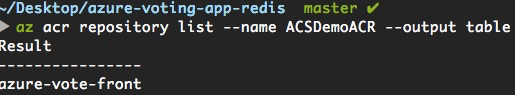 ~/Desktop/azure-voting-app-redis  master ✔
▶ az acr repository list --name ACSDemoACR --output table
Result
----------------
azure-vote-front